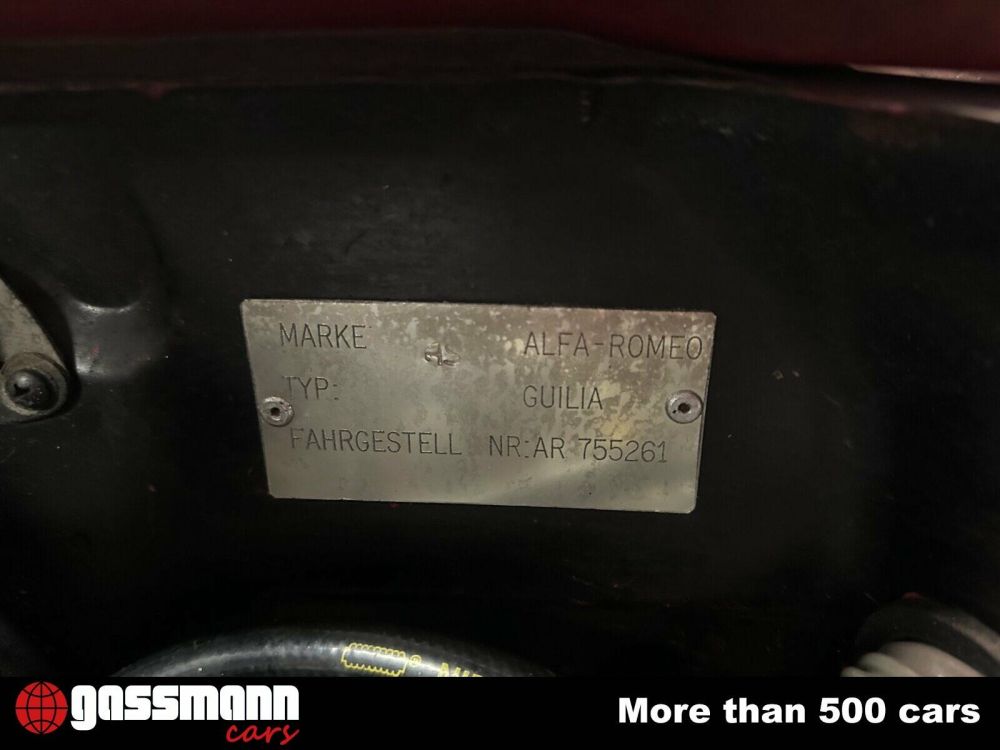 MARKE ALFA-ROMEO
TYP: GUILIA
FAHRGESTELL NR:AR 755261
gassmann
cars
More than 500 cars